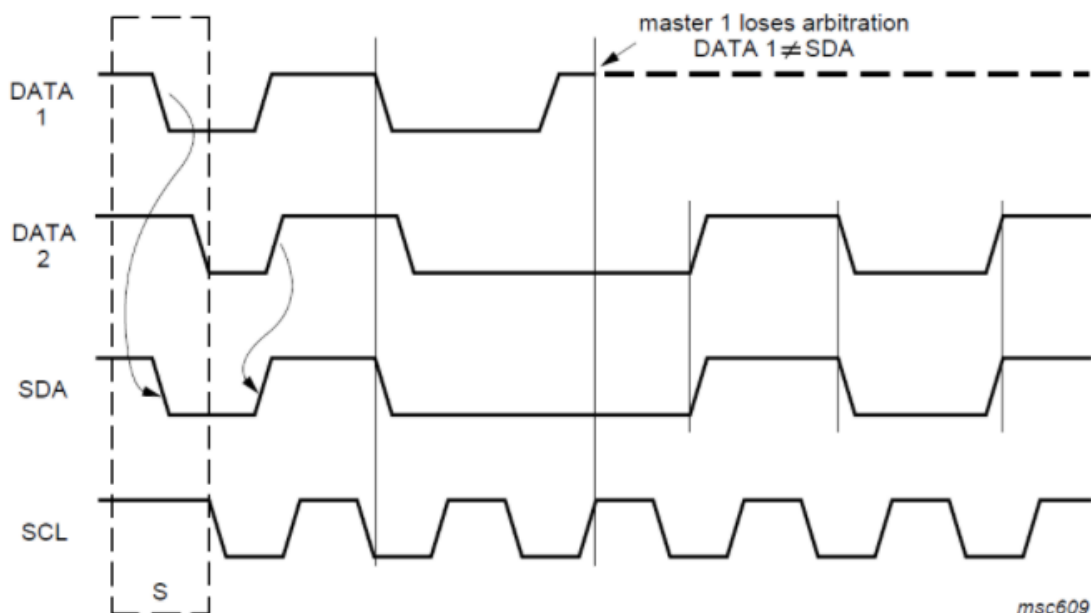 master 1 loses arbitration
DATA 1≠SDA
DATA
1
DATA
2
SDA
SCL
S
msc609